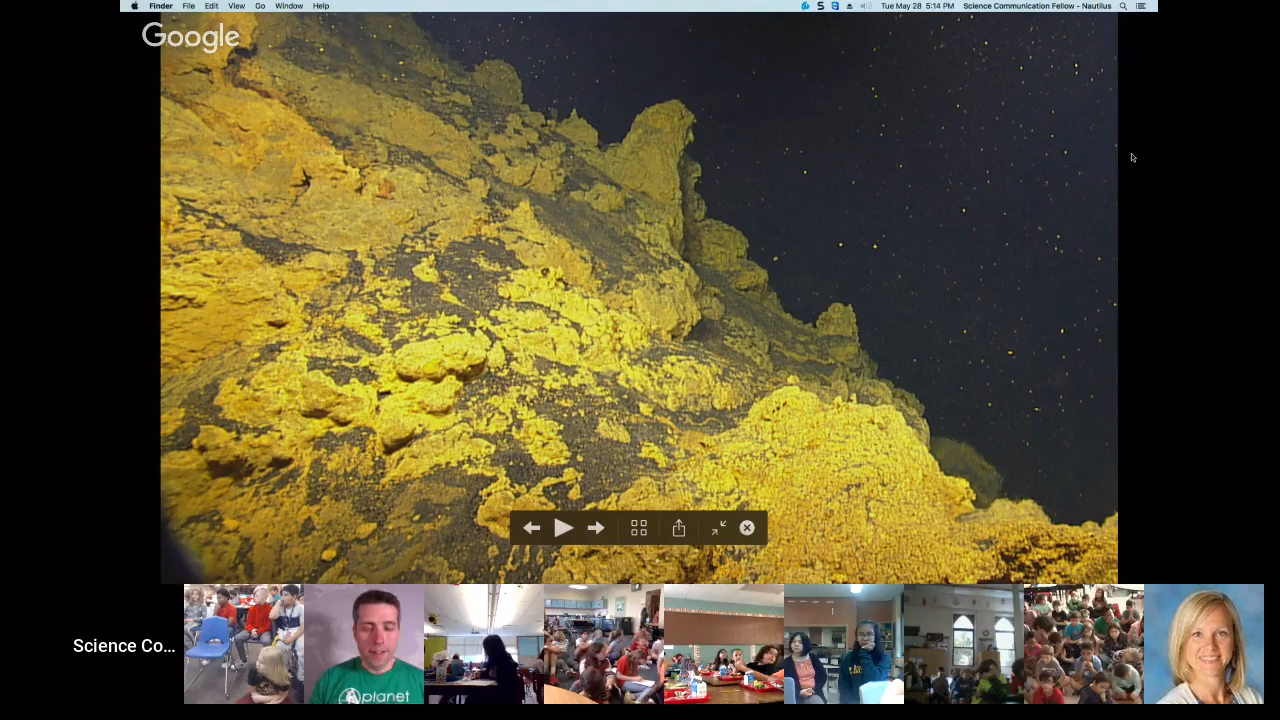 Finder File Edit View Go Window Help Tue May 28 5:14 PM Science Communication Fellow - Nautilus
Google
Science Co...
planet